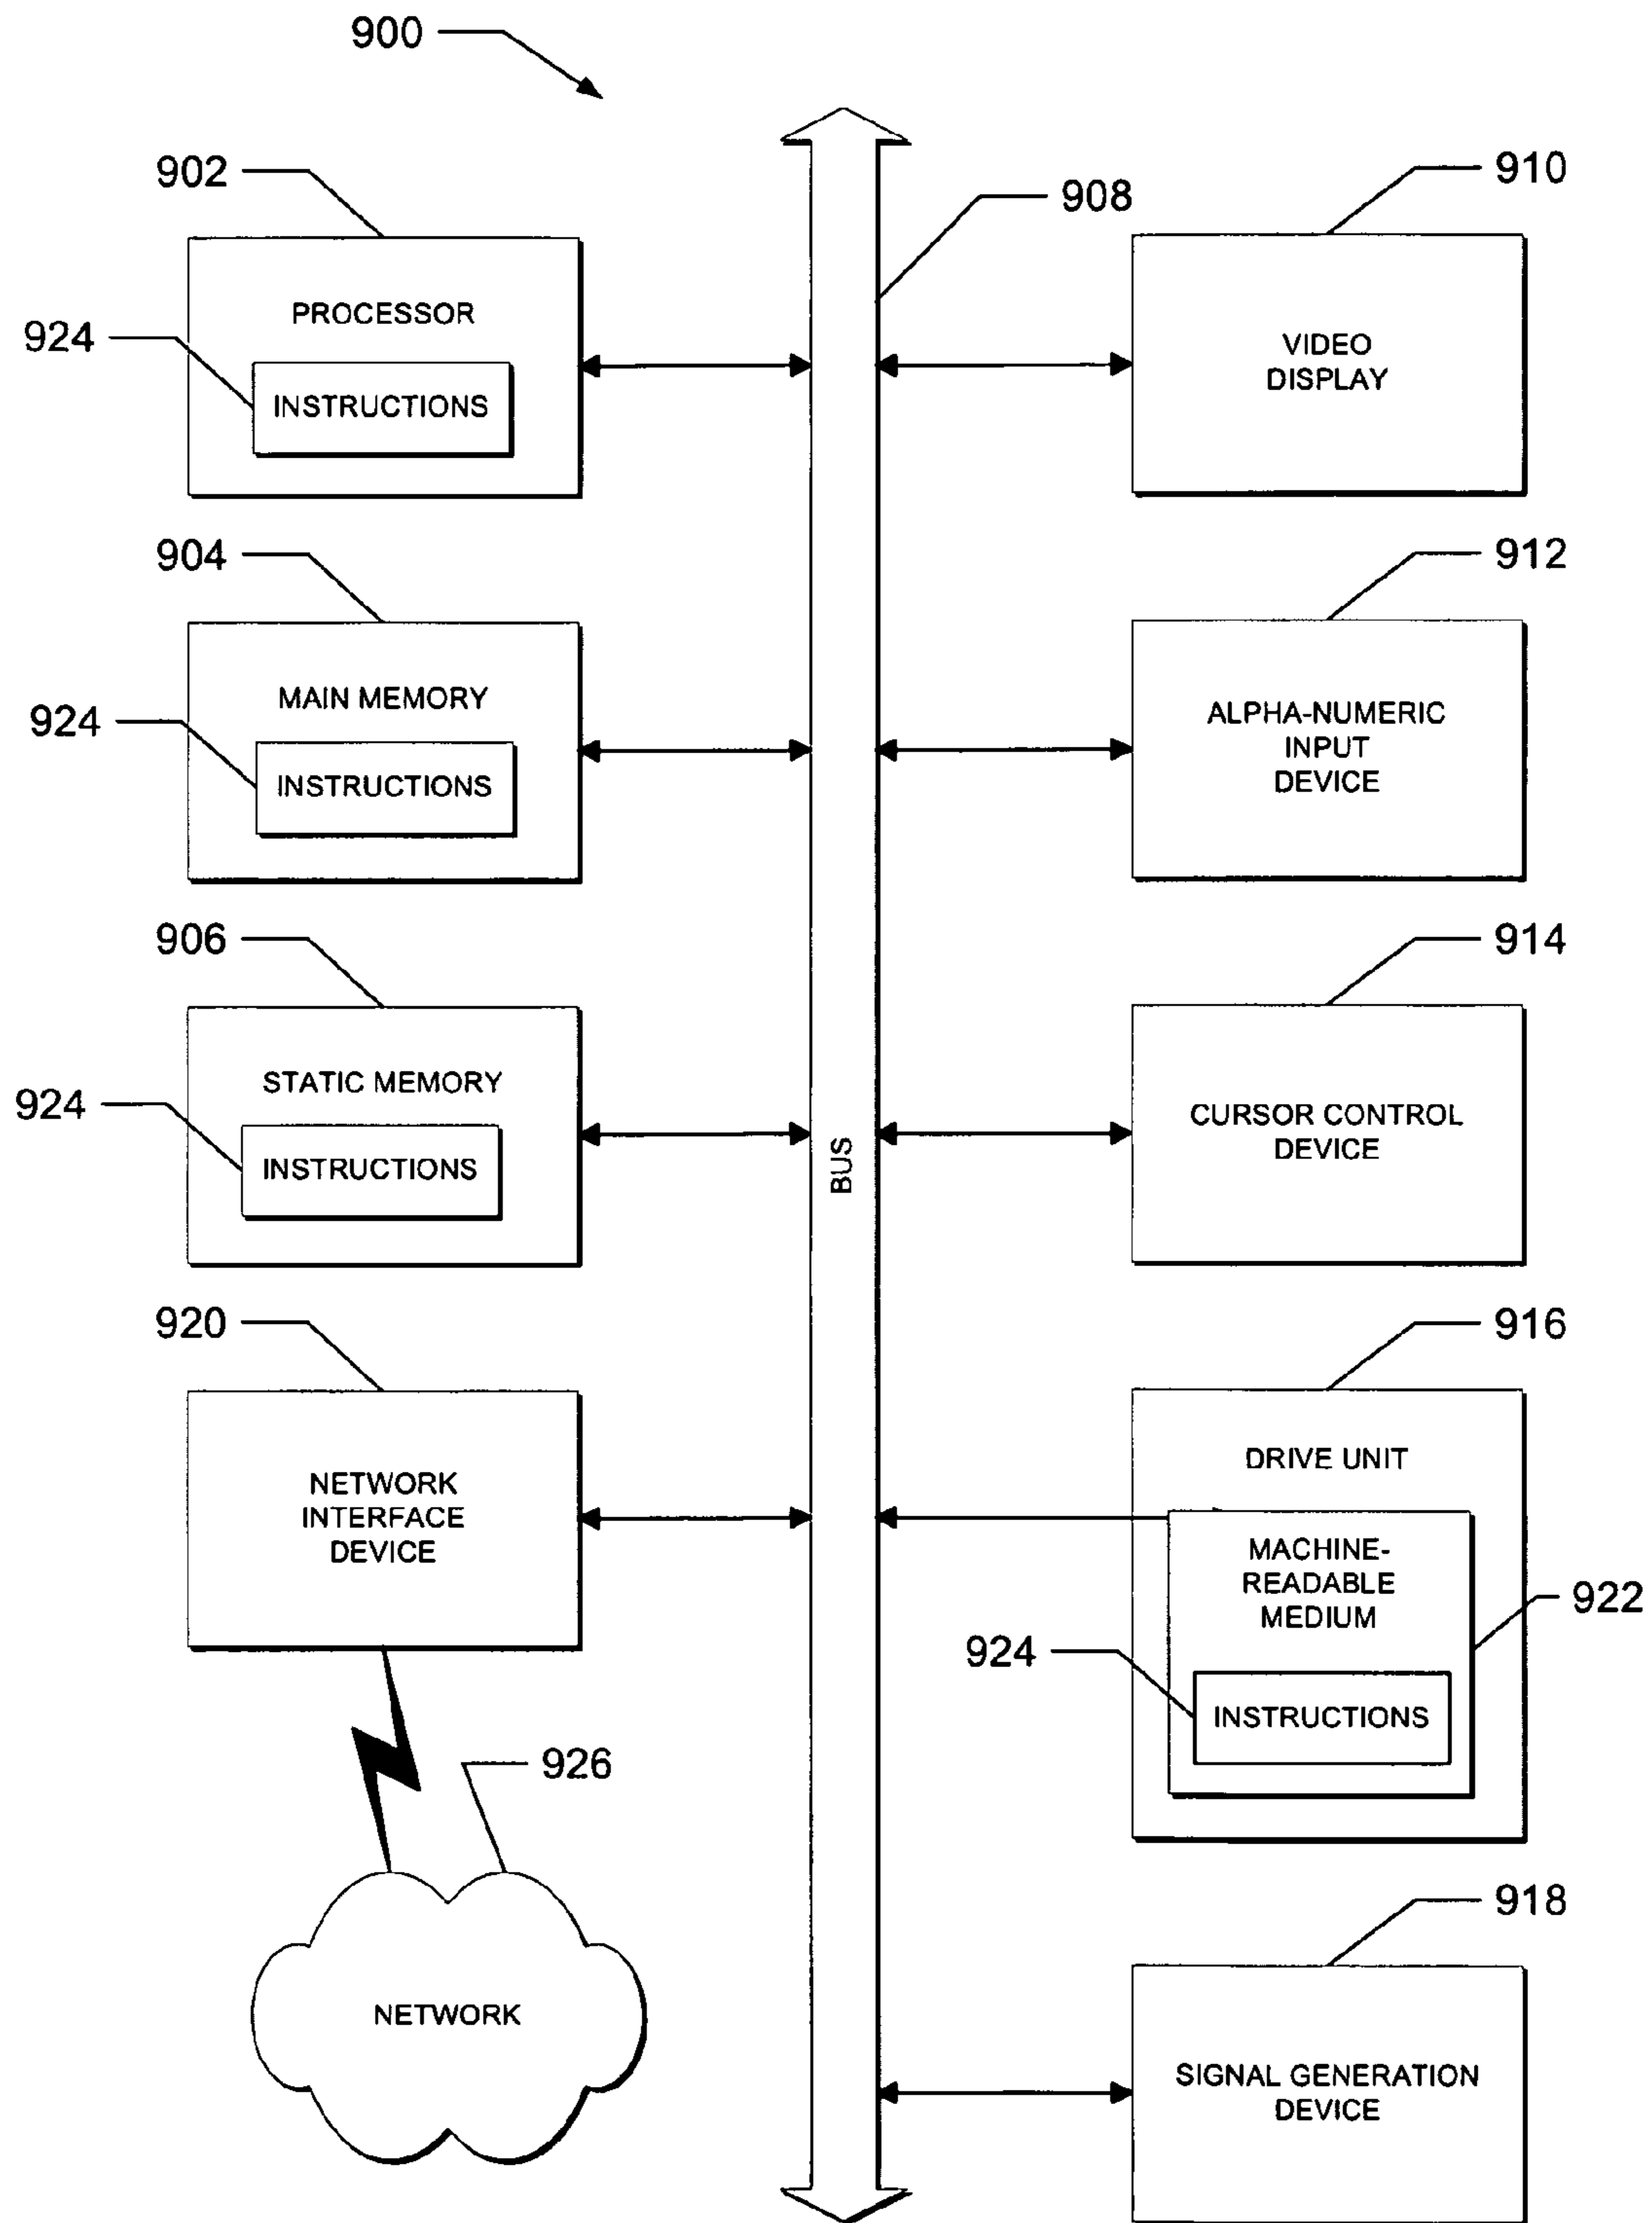 900
902
PROCESSOR
924
INSTRUCTIONS
904
MAIN MEMORY
924
INSTRUCTIONS
906
STATIC MEMORY
924
INSTRUCTIONS
920
NETWORK
INTERFACE
DEVICE
926
NETWORK
908
BUS
910
VIDEO
DISPLAY
912
ALPHA-NUMERIC
INPUT
DEVICE
914
CURSOR CONTROL
DEVICE
916
DRIVE UNIT
MACHINE-
READABLE
MEDIUM
922
924
INSTRUCTIONS
918
SIGNAL GENERATION
DEVICE